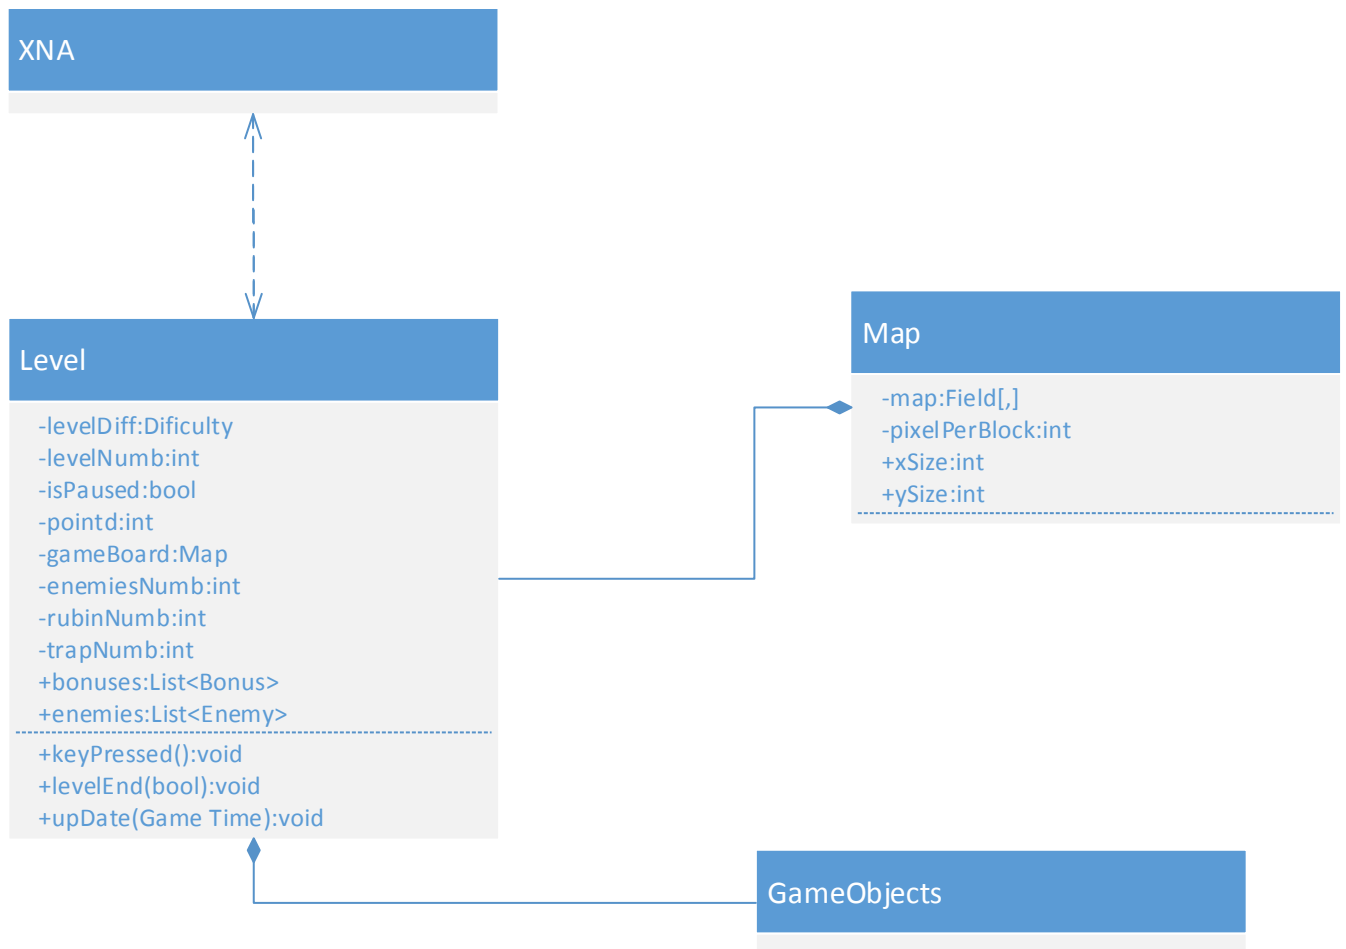 XNA
Level
-levelDiff:Dificulty
-levelNumb:int
-isPaused:bool
-pointd:int
-gameBoard:Map
-enemiesNumb:int
-rubinNumb:int
-trapNumb:int
+bonuses:List<Bonus>
+enemies:List<Enemy>
+keyPressed():void
+levelEnd(bool):void
+upDate(Game Time):void
Map
-map:Field[,]
-pixelPerBlock:int
+xSize:int
+ySize:int
GameObjects